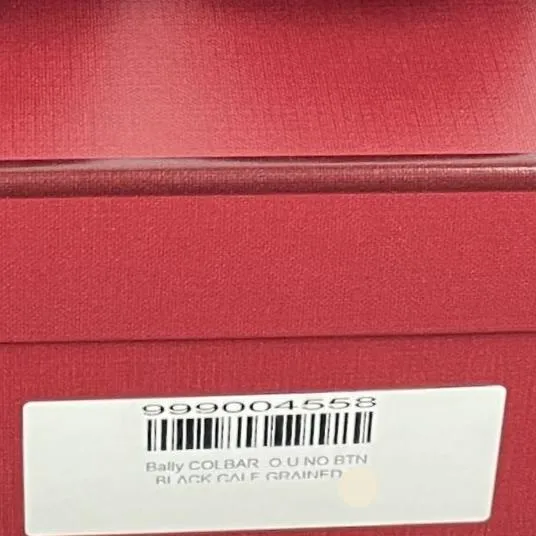 999004558
Bally COLBAR .O.U NO BTN
BLACK CALF GRAINED